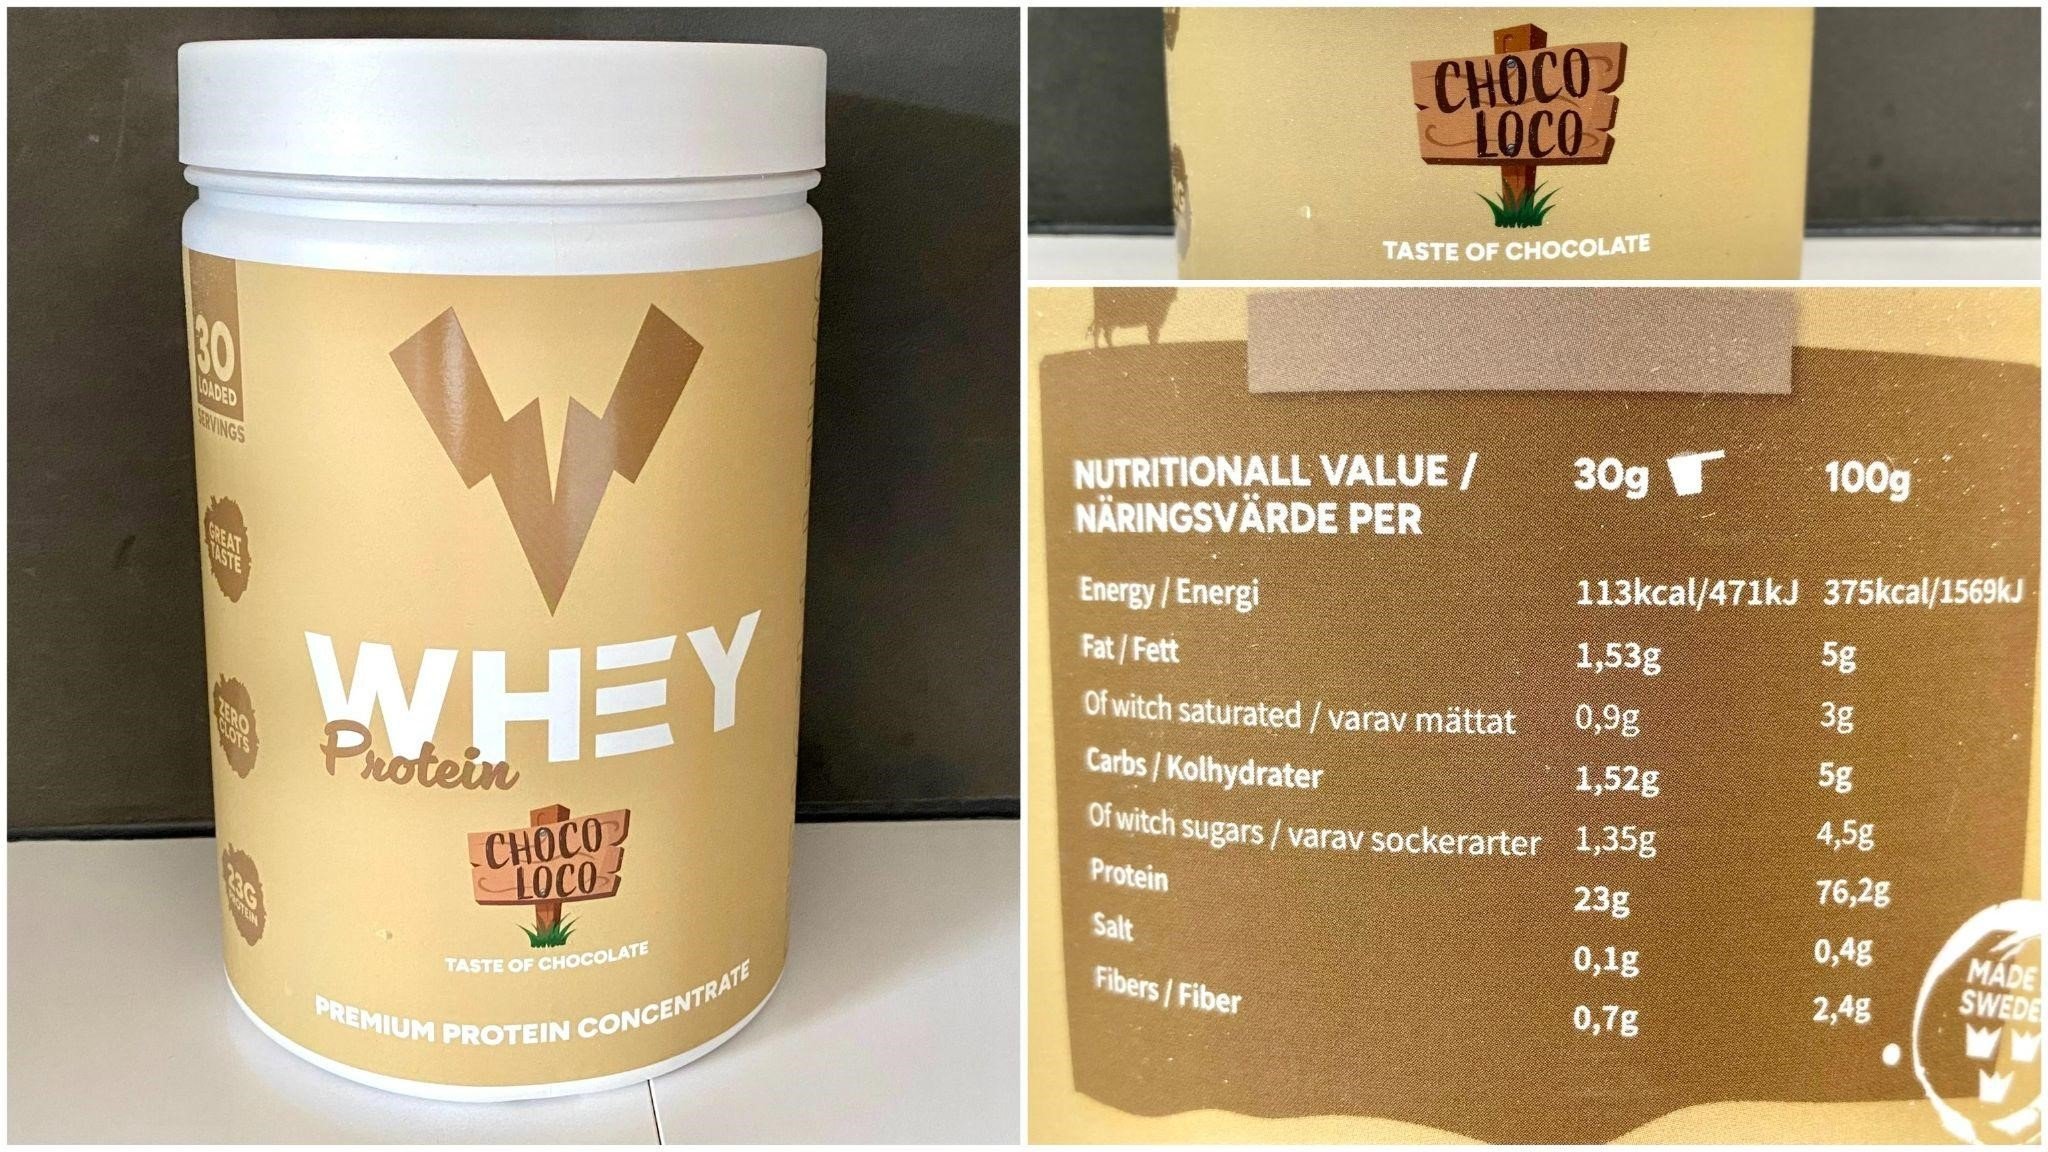 30
LOADED
SERVINGS
GREAT
TASTE
ZERO
CLOTS
23G
PROTEIN
WHEY
Protein
CHOCO
LOCO
TASTE OF CHOCOLATE
PREMIUM PROTEIN CONCENTRATE
CHOCO
LOCO
TASTE OF CHOCOLATE
NUTRITIONALL VALUE / 30g 100g
NÄRINGSVÄRDE PER
Energy / Energi 113kcal/471kJ 375kcal/1569kJ
Fat / Fett 1,53g 5g
Of witch saturated / varav mättat 0,9g 3g
Carbs / Kolhydrater 1,52g 5g
Of witch sugars / varav sockerarter 1,35g 4,5g
Protein 23g 76,2g
Salt 0,1g 0,4g
Fibers / Fiber 0,7g 2,4g
MADE
SWEDE